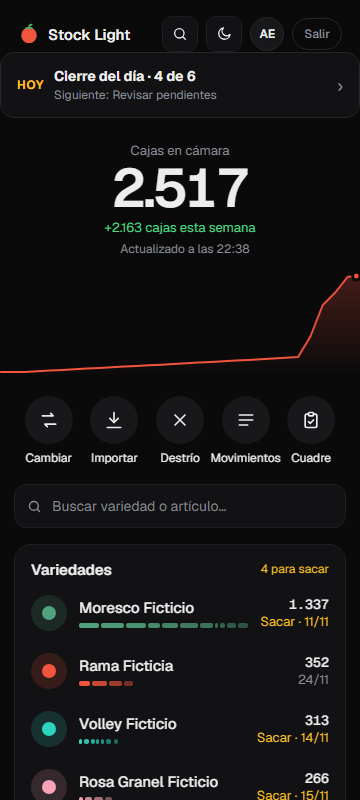 Stock Light
AE
Salir
HOY
Cierre del día · 4 de 6
Siguiente: Revisar pendientes
Cajas en cámara
2.517
+2.163 cajas esta semana
Actualizado a las 22:38
Cambiar
Importar
Destrío
Movimientos
Cuadre
Buscar variedad o artículo...
Variedades
4 para sacar
Moresco Ficticio
1.337
Sacar · 11/11
Rama Ficticia
352
24/11
Volley Ficticio
313
Sacar · 14/11
Rosa Granel Ficticio
266
Sacar · 15/11